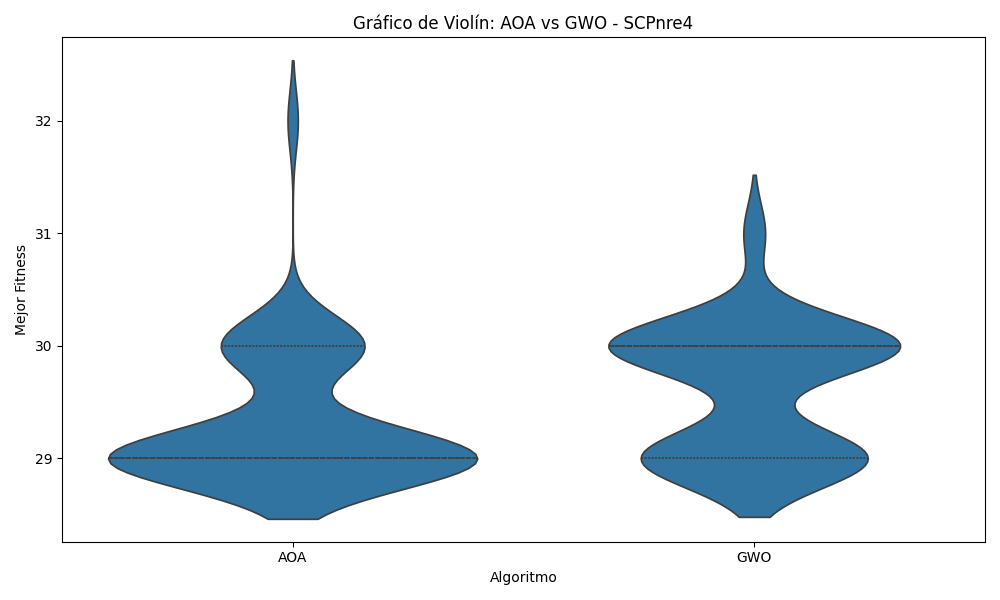 Gráfico de Violín: AOA vs GWO - SCPnre4
Mejor Fitness
32
31
30
29
AOA
GWO
Algoritmo